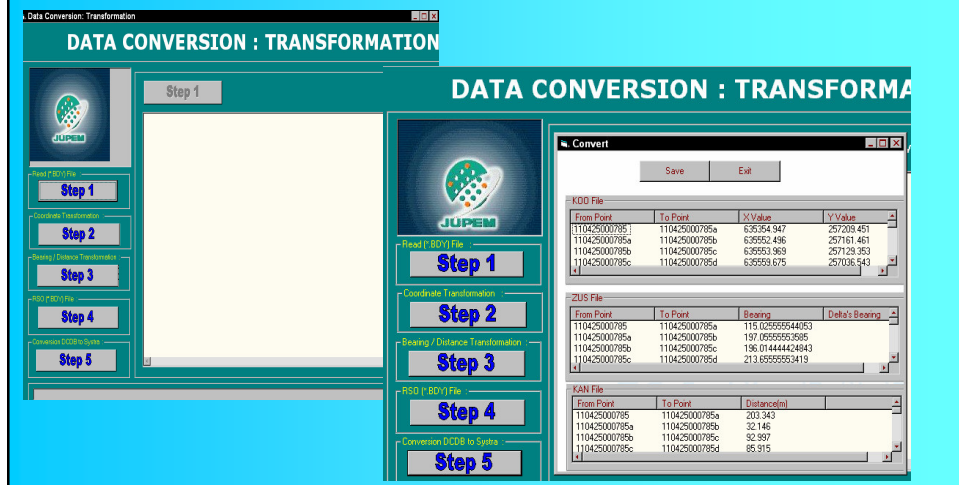 Data Conversion: Transformation
DATA CONVERSION : TRANSFORMATION
JUPEM
Step 1
Read (*.BDY) File :
Step 1
Coordinate Transformation :
Step 2
Bearing / Distance Transformation :
Step 3
RSO (*.BDY) File :
Step 4
Conversion DCDB to Systra :
Step 5
DATA CONVERSION : TRANSFORMA
JUPEM
Read (*.BDY) File :
Step 1
Coordinate Transformation :
Step 2
Bearing / Distance Transformation :
Step 3
RSO (*.BDY) File :
Step 4
Conversion DCDB to Systra :
Step 5
Convert
Save Exit
KOO File
From Point To Point X Value Y Value
110425000785 110425000785a 635354.947 257209.451
110425000785a 110425000785b 635552.496 257161.461
110425000785b 110425000785c 635553.969 257129.353
110425000785c 110425000785d 635559.675 257036.543
ZUS File
From Point To Point Bearing Delta's Bearing
110425000785 110425000785a 115.025555544053
110425000785a 110425000785b 197.05555553585
110425000785b 110425000785c 196.01444424843
110425000785c 110425000785d 213.65555553419
KAN File
From Point To Point Distance(m)
110425000785 110425000785a 203.343
110425000785a 110425000785b 32.146
110425000785b 110425000785c 92.997
110425000785c 110425000785d 85.915